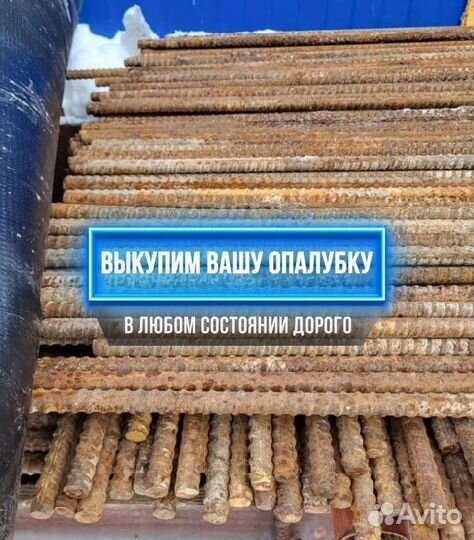 ВЫКУПИМ ВАШУ ОПАЛУБКУ
В ЛЮБОМ СОСТОЯНИИ ДОРОГО
Avito